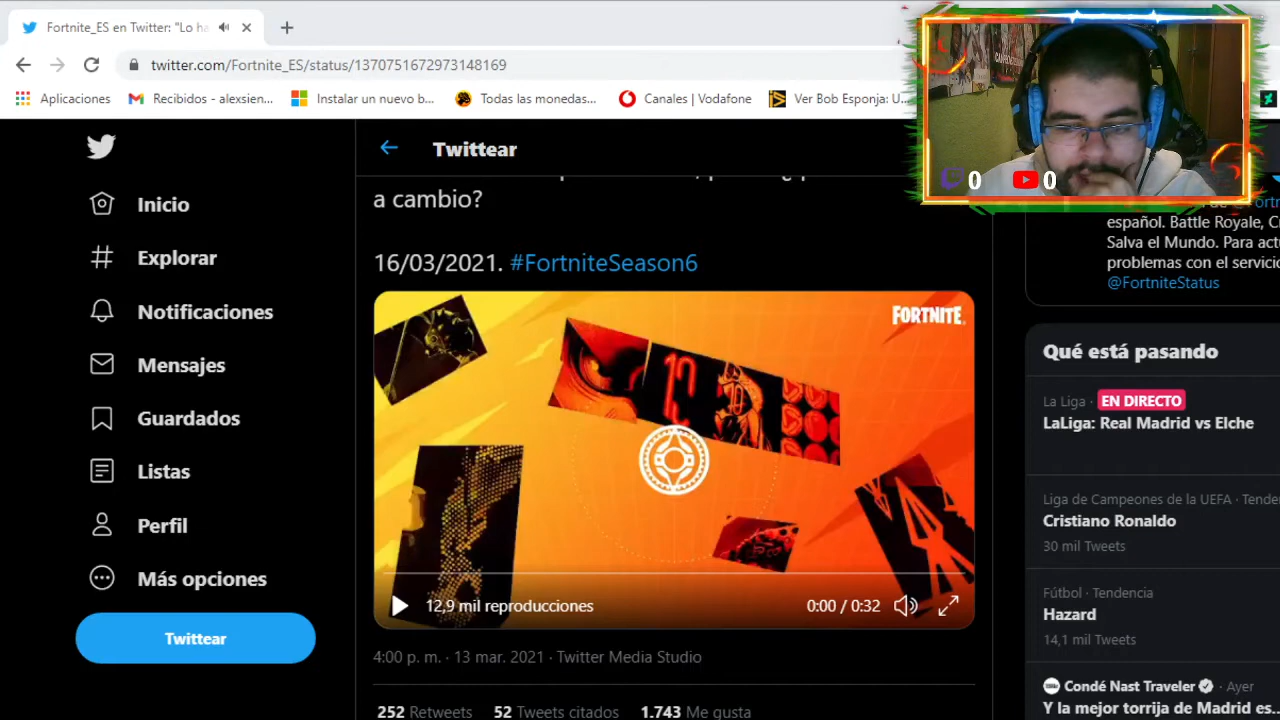 Fortnite_ES en Twitter: "Lo ha
twitter.com/Fortnite_ES/status/1370751672973148169
Aplicaciones
Recibidos - alexsien...
Instalar un nuevo b...
Todas las monedas...
Canales | Vodafone
Ver Bob Esponja: U...
0
0
Inicio
Explorar
Notificaciones
Mensajes
Guardados
Listas
Perfil
Más opciones
Twittear
Twittear
a cambio?
16/03/2021. #FortniteSeason6
FORTNITE
12,9 mil reproducciones
0:00 / 0:32
4:00 p. m. · 13 mar. 2021 · Twitter Media Studio
252 Retweets
52 Tweets citados
1.743 Me gusta
español. Battle Royale, C
Salva el Mundo. Para act
problemas con el servicio
@FortniteStatus
Qué está pasando
La Liga · EN DIRECTO
LaLiga: Real Madrid vs Elche
Liga de Campeones de la UEFA · Tende
Cristiano Ronaldo
30 mil Tweets
Fútbol · Tendencia
Hazard
14,1 mil Tweets
Condé Nast Traveler · Ayer
Y la mejor torrija de Madrid es...